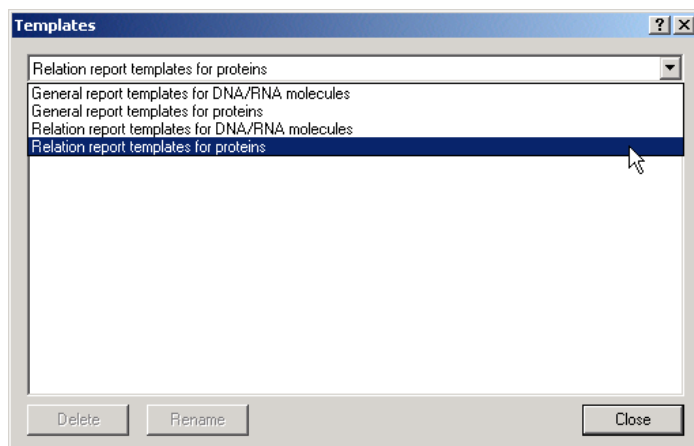 Templates
Relation report templates for proteins
General report templates for DNA/RNA molecules
General report templates for proteins
Relation report templates for DNA/RNA molecules
Relation report templates for proteins
Delete Rename Close